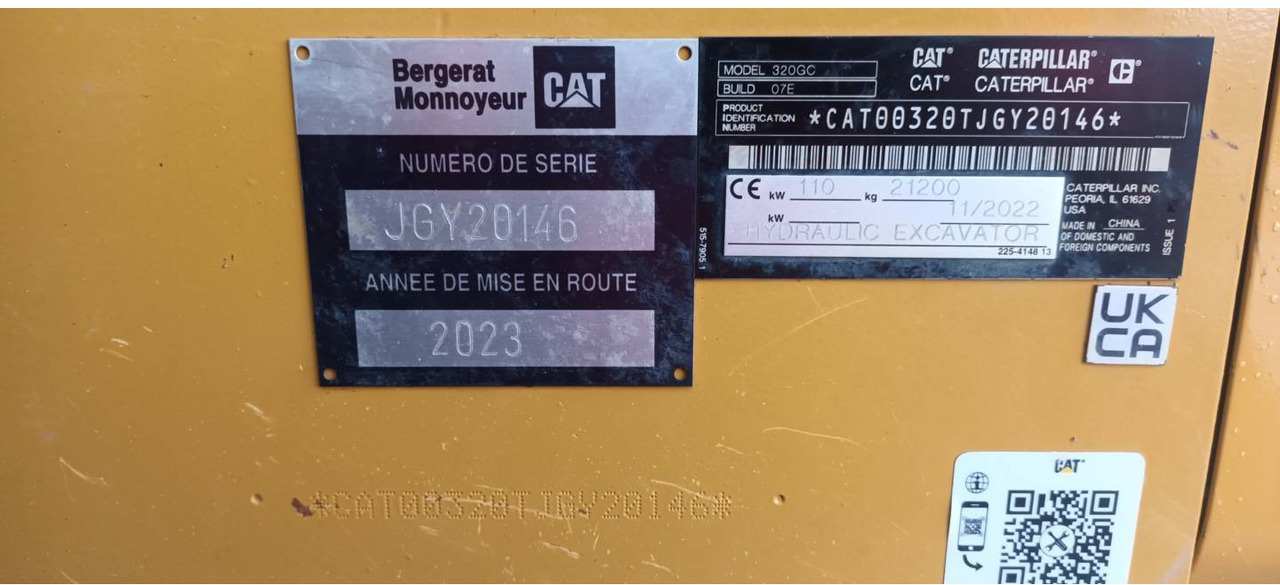 Bergerat
Monnoyeur
CAT
NUMERO DE SERIE
JGY20146
ANNEE DE MISE EN ROUTE
2023
MODEL 320GC
BUILD 07E
CAT® CATERPILLAR®
CAT® CATERPILLAR®
PRODUCT
IDENTIFICATION
NUMBER
*CAT00320TJGY20146*
CE kW 110 kg 21200
kW 11/2022
HYDRAULIC EXCAVATOR
225-4148 13
CATERPILLAR INC.
PEORIA, IL 61629
USA
MADE IN CHINA
OF DOMESTIC AND
FOREIGN COMPONENTS
ISSUE 1
515-7905 1
UK
CA
*CAT00320TJGY20146*
CAT